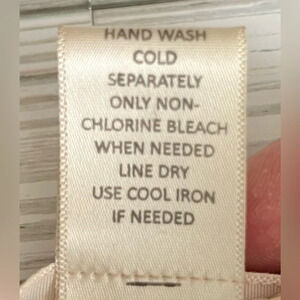 HAND WASH
COLD
SEPARATELY
ONLY NON-
CHLORINE BLEACH
WHEN NEEDED
LINE DRY
USE COOL IRON
IF NEEDED